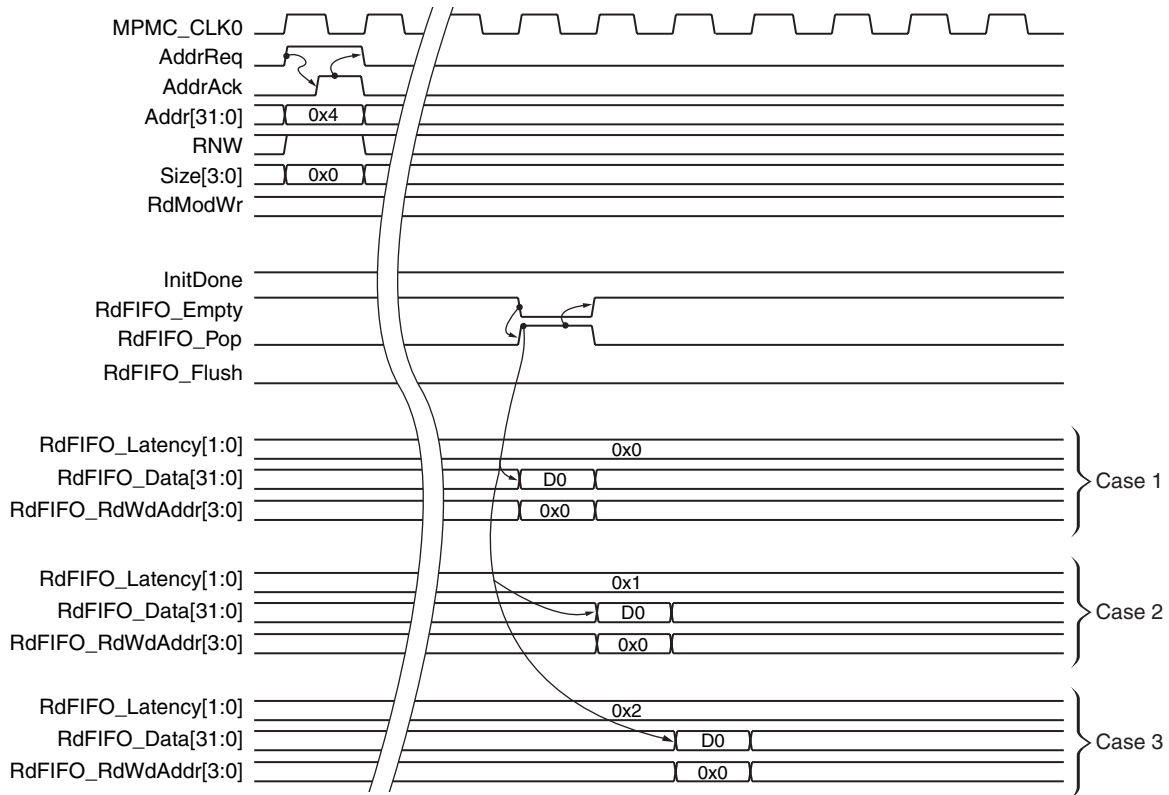 MPMC_CLK0
AddrReq
AddrAck
Addr[31:0] 0x4
RNW
Size[3:0] 0x0
RdModWr
InitDone
RdFIFO_Empty
RdFIFO_Pop
RdFIFO_Flush
RdFIFO_Latency[1:0] 0x0
RdFIFO_Data[31:0] D0
Case 1
RdFIFO_RdWdAddr[3:0] 0x0
RdFIFO_Latency[1:0] 0x1
RdFIFO_Data[31:0] D0 Case 2
RdFIFO_RdWdAddr[3:0] 0x0
RdFIFO_Latency[1:0] 0x2
RdFIFO_Data[31:0] D0 Case 3
RdFIFO_RdWdAddr[3:0] 0x0